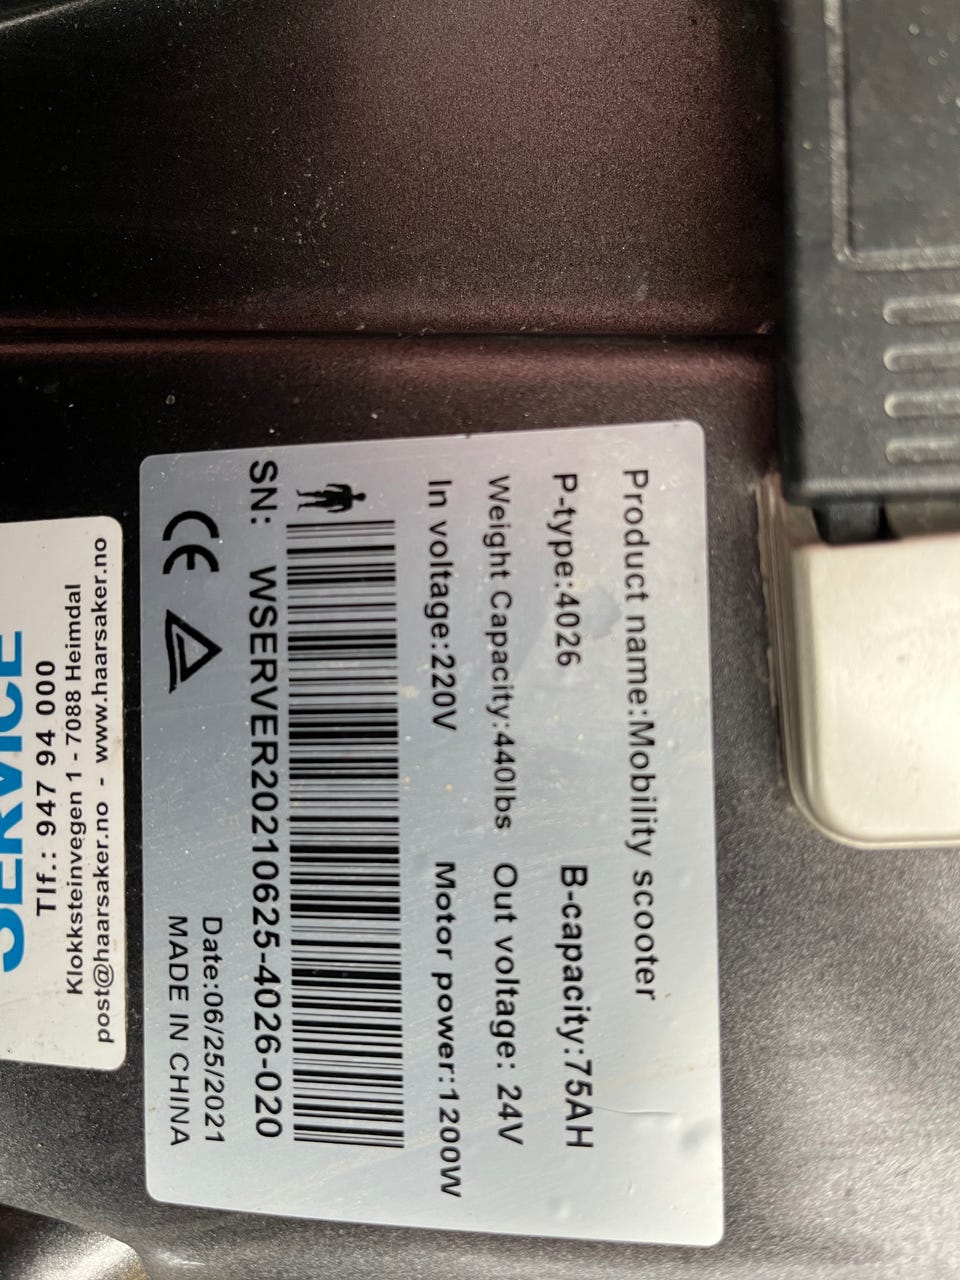 Product name:Mobility scooter
P-type:4026 B-capacity:75AH
Weight Capacity:440lbs Out voltage: 24V
In voltage:220V Motor power:1200W
SN: WSERVER20210625-4026-020
CE
Date:06/25/2021
MADE IN CHINA
SERVICE
Tlf.: 947 94 000
Klokksteinvegen 1 - 7088 Heimdal
post@haarsaker.no - www.haarsaker.no